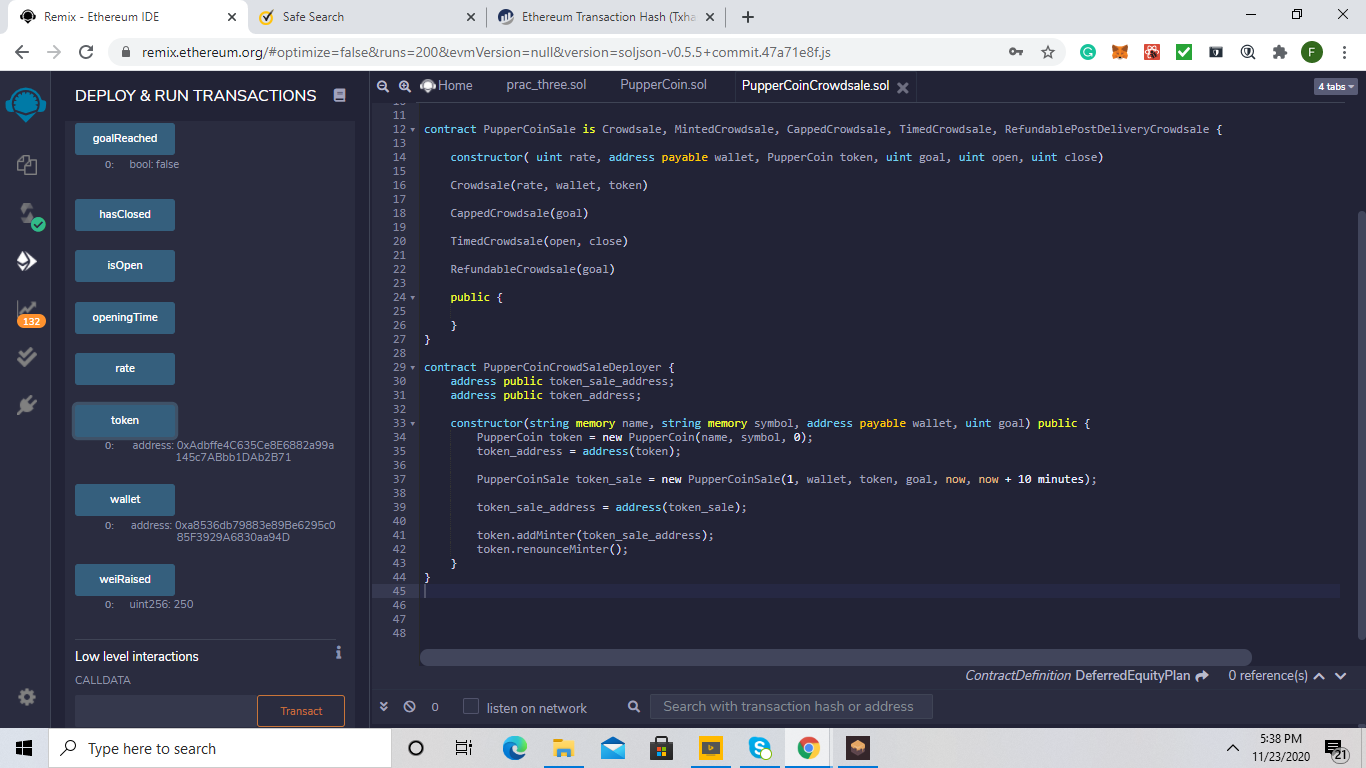 Remix - Ethereum IDE
Safe Search
Ethereum Transaction Hash (Txha
remix.ethereum.org/#optimize=false&runs=200&evmVersion=null&version=soljson-v0.5.5+commit.47a71e8f.js
F
DEPLOY & RUN TRANSACTIONS
Home
prac_three.sol
PupperCoin.sol
PupperCoinCrowdsale.sol
4 tabs
goalReached
0: bool: false
hasClosed
isOpen
openingTime
132
rate
token
0: address: 0xAdbffe4C635Ce8E6882a99a
145c7ABbb1DAb2B71
wallet
0: address: 0xa8536db79883e89Be6295c0
85F3929A6830aa94D
weiRaised
0: uint256: 250
Low level interactions
CALLDATA
Transact
11
12 contract PupperCoinSale is Crowdsale, MintedCrowdsale, CappedCrowdsale, TimedCrowdsale, RefundablePostDeliveryCrowdsale {
13
14 constructor( uint rate, address payable wallet, PupperCoin token, uint goal, uint open, uint close)
15
16 Crowdsale(rate, wallet, token)
17
18 CappedCrowdsale(goal)
19
20 TimedCrowdsale(open, close)
21
22 RefundableCrowdsale(goal)
23
24 public {
25
26 }
27 }
28
29 contract PupperCoinCrowdSaleDeployer {
30 address public token_sale_address;
31 address public token_address;
32
33 constructor(string memory name, string memory symbol, address payable wallet, uint goal) public {
34 PupperCoin token = new PupperCoin(name, symbol, 0);
35 token_address = address(token);
36
37 PupperCoinSale token_sale = new PupperCoinSale(1, wallet, token, goal, now, now + 10 minutes);
38
39 token_sale_address = address(token_sale);
40
41 token.addMinter(token_sale_address);
42 token.renounceMinter();
43 }
44 }
45
46
47
48
ContractDefinition DeferredEquityPlan 0 reference(s)
0 listen on network Search with transaction hash or address
Type here to search
5:38 PM
11/23/2020
21